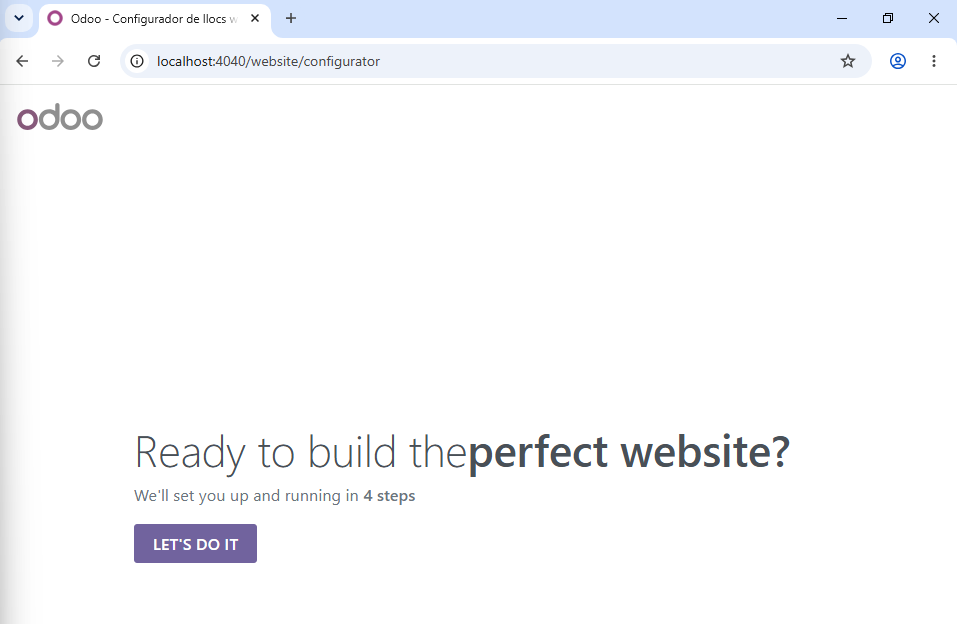 Odoo - Configurador de llocs w
localhost:4040/website/configurator
odoo
Ready to build theperfect website?
We'll set you up and running in 4 steps
LET'S DO IT